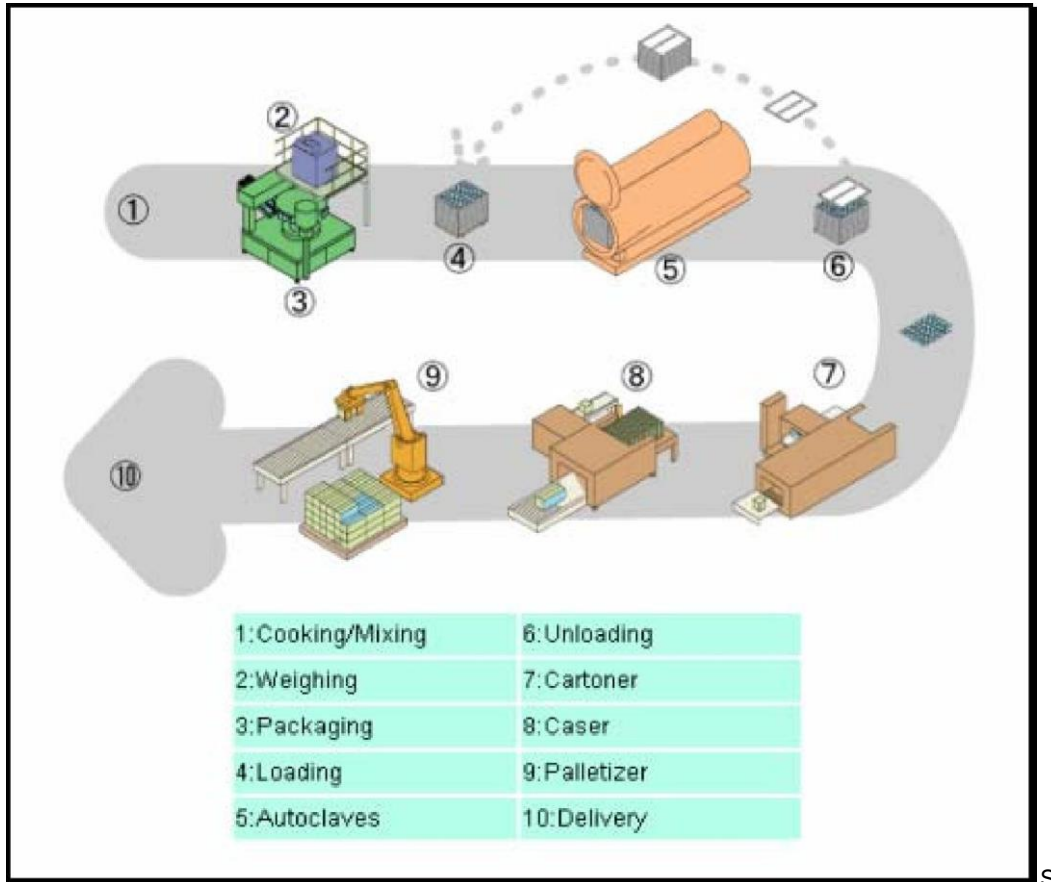 ②
①
④
⑤
⑥
③
⑨
⑧
⑦
⑩
1:Cooking/Mixing
6:Unloading
2:Weighing
7:Cartoner
3:Packaging
8:Caser
4:Loading
9:Palletizer
5:Autoclaves
10:Delivery
s